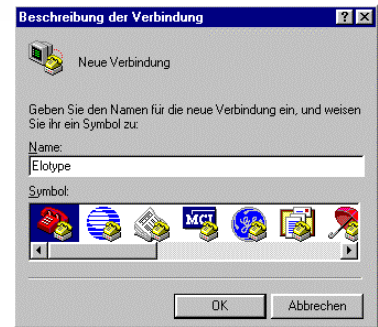 Beschreibung der Verbindung
Neue Verbindung
Geben Sie den Namen für die neue Verbindung ein, und weisen
Sie ihr ein Symbol zu:
Name:
Elotype
Symbol:
MCI
OK Abbrechen